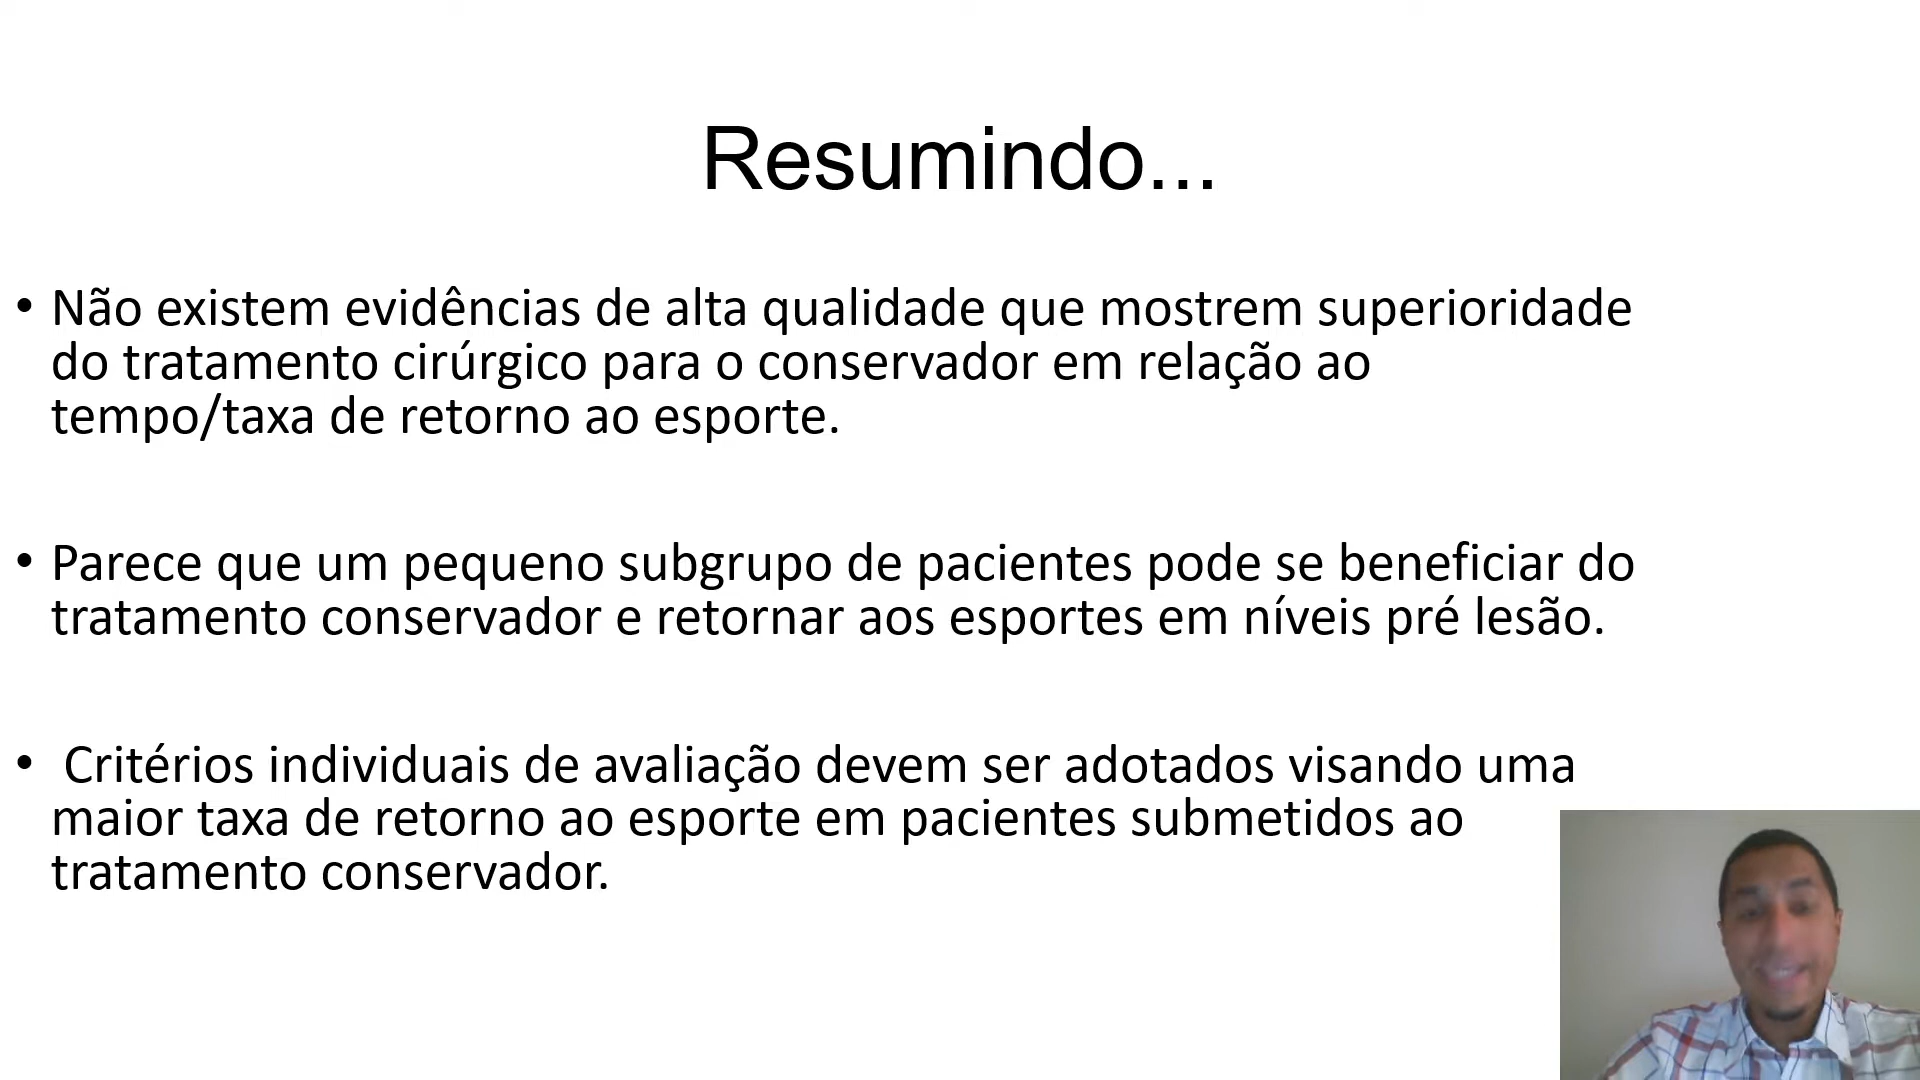 Resumindo...
• Não existem evidências de alta qualidade que mostrem superioridade
do tratamento cirúrgico para o conservador em relação ao
tempo/taxa de retorno ao esporte.
• Parece que um pequeno subgrupo de pacientes pode se beneficiar do
tratamento conservador e retornar aos esportes em níveis pré lesão.
• Critérios individuais de avaliação devem ser adotados visando uma
maior taxa de retorno ao esporte em pacientes submetidos ao
tratamento conservador.